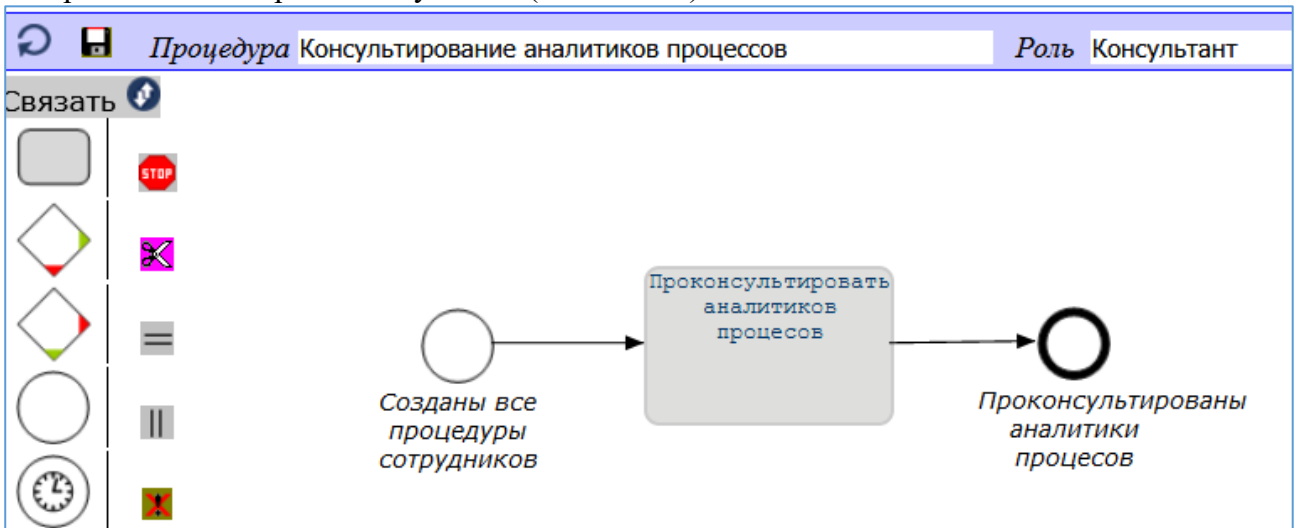 Процедура Консультирование аналитиков процессов Роль Консультант
Связать
STOP
Проконсультировать
аналитиков
процесов
Созданы все
процедуры
сотрудников
Проконсультированы
аналитики
процесов